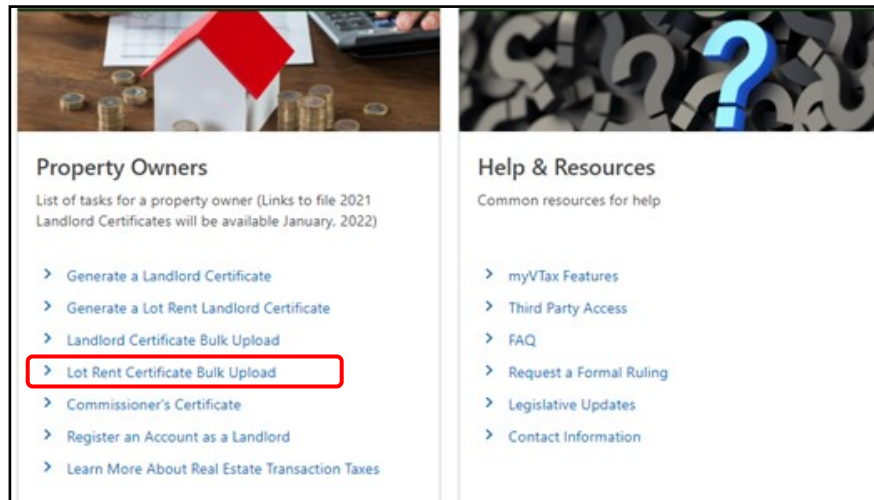 Property Owners
List of tasks for a property owner (Links to file 2021
Landlord Certificates will be available January, 2022)
Generate a Landlord Certificate
Generate a Lot Rent Landlord Certificate
Landlord Certificate Bulk Upload
Lot Rent Certificate Bulk Upload
Commissioner's Certificate
Register an Account as a Landlord
Learn More About Real Estate Transaction Taxes
Help & Resources
Common resources for help
myVTax Features
Third Party Access
FAQ
Request a Formal Ruling
Legislative Updates
Contact Information